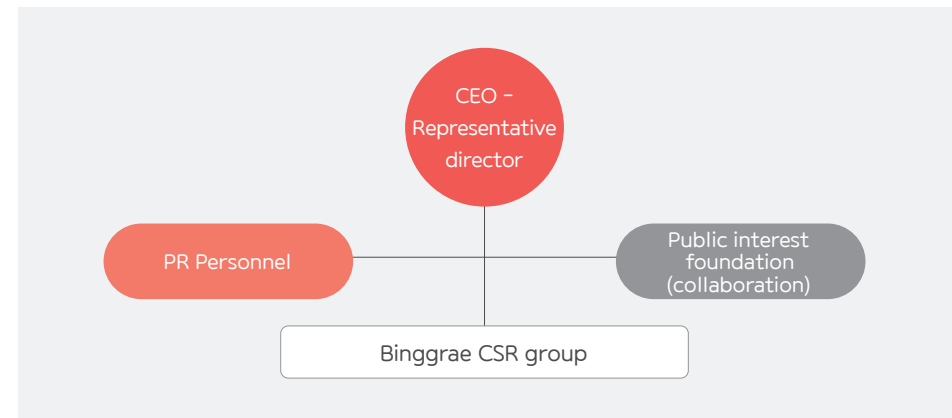 CEO -
Representative
director
PR Personnel
Public interest
foundation
(collaboration)
Binggrae CSR group